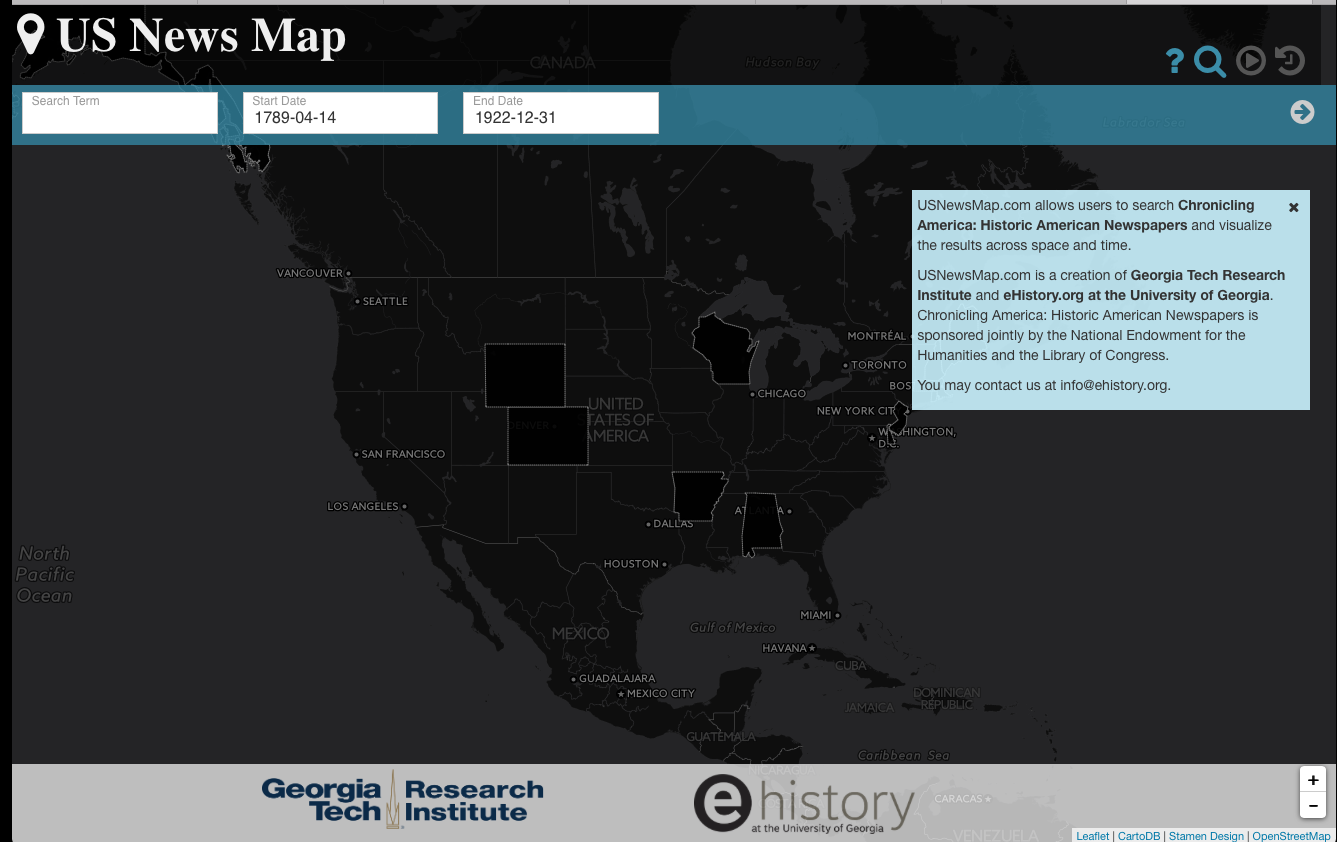 US News Map
CANADA
Hudson Bay
?
Search Term
Start Date
1789-04-14
End Date
1922-12-31
Labrador Sea
USNewsMap.com allows users to search Chronicling
America: Historic American Newspapers and visualize
the results across space and time.
USNewsMap.com is a creation of Georgia Tech Research
Institute and eHistory.org at the University of Georgia.
Chronicling America: Historic American Newspapers is
sponsored jointly by the National Endowment for the
Humanities and the Library of Congress.
You may contact us at info@ehistory.org.
VANCOUVER
SEATTLE
MONTRÉAL
TORONTO
BOS
CHICAGO
NEW YORK CIT
UNITED
STATES OF
AMERICA
DENVER
WASHINGTON,
D.C.
SAN FRANCISCO
LOS ANGELES
DALLAS
ATLANTA
HOUSTON
North
Pacific
Ocean
MIAMI
Gulf of Mexico
MEXICO
HAVANA
CUBA
GUADALAJARA
MEXICO CITY
DOMINICAN
REPUBLIC
JAMAICA
GUATEMALA
Caribbean Sea
NICARAGUA
Georgia
Tech
Research
Institute
ehistory
at the University of Georgia
CARACAS
VENEZUELA
+
−
Leaflet | CartoDB | Stamen Design | OpenStreetMap